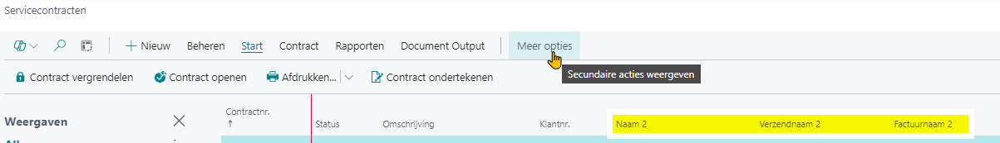 Servicecontracten
Nieuw Beheren Start Contract Rapporten Document Output Meer opties
Secundaire acties weergeven
Contract vergrendelen Contract openen Afdrukken... Contract ondertekenen
Weergaven
Contractnr.
Status Omschrijving Klantnr. Naam 2 Verzendnaam 2 Factuurnaam 2